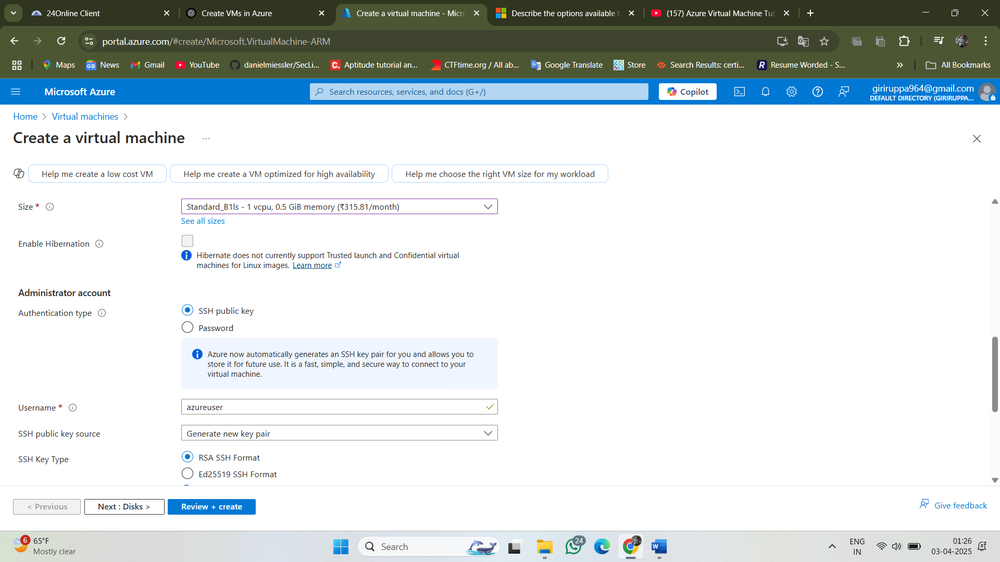 24Online Client
Create VMs in Azure
Create a virtual machine - Micr
Describe the options available t
(157) Azure Virtual Machine Tut
portal.azure.com/#create/Microsoft.VirtualMachine-ARM
Maps
News
Gmail
YouTube
danielmiessler/SecLi...
Aptitude tutorial an...
CTFtime.org / All ab...
Google Translate
Store
Search Results: certi...
Resume Worded - S...
All Bookmarks
Microsoft Azure
Search resources, services, and docs (G+/)
Copilot
giriruppa964@gmail.com
DEFAULT DIRECTORY (GIRIRUPPA...
Home > Virtual machines >
Create a virtual machine ...
Help me create a low cost VM
Help me create a VM optimized for high availability
Help me choose the right VM size for my workload
Size *
Standard_B1ls - 1 vcpu, 0.5 GiB memory (₹315.81/month)
See all sizes
Enable Hibernation
Hibernate does not currently support Trusted launch and Confidential virtual
machines for Linux images. Learn more
Administrator account
Authentication type
SSH public key
Password
Azure now automatically generates an SSH key pair for you and allows you to
store it for future use. It is a fast, simple, and secure way to connect to your
virtual machine.
Username *
azureuser
SSH public key source
Generate new key pair
SSH Key Type
RSA SSH Format
Ed25519 SSH Format
< Previous
Next : Disks >
Review + create
Give feedback
6
65°F
Mostly clear
Search
24
ENG
IN
01:26
03-04-2025